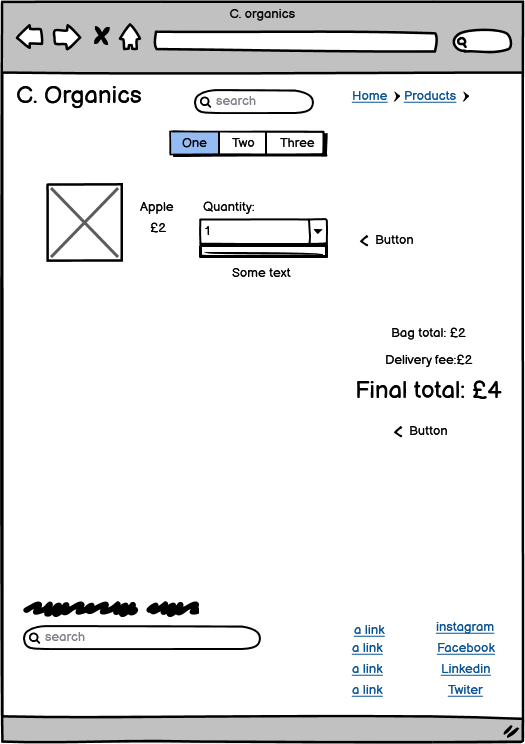 C. organics
C. Organics
search
Home Products
One Two Three
Apple
£2
Quantity:
1
Some text
Button
Bag total: £2
Delivery fee:£2
Final total: £4
Button
search
a link
a link
a link
a link
instagram
Facebook
Linkedin
Twiter